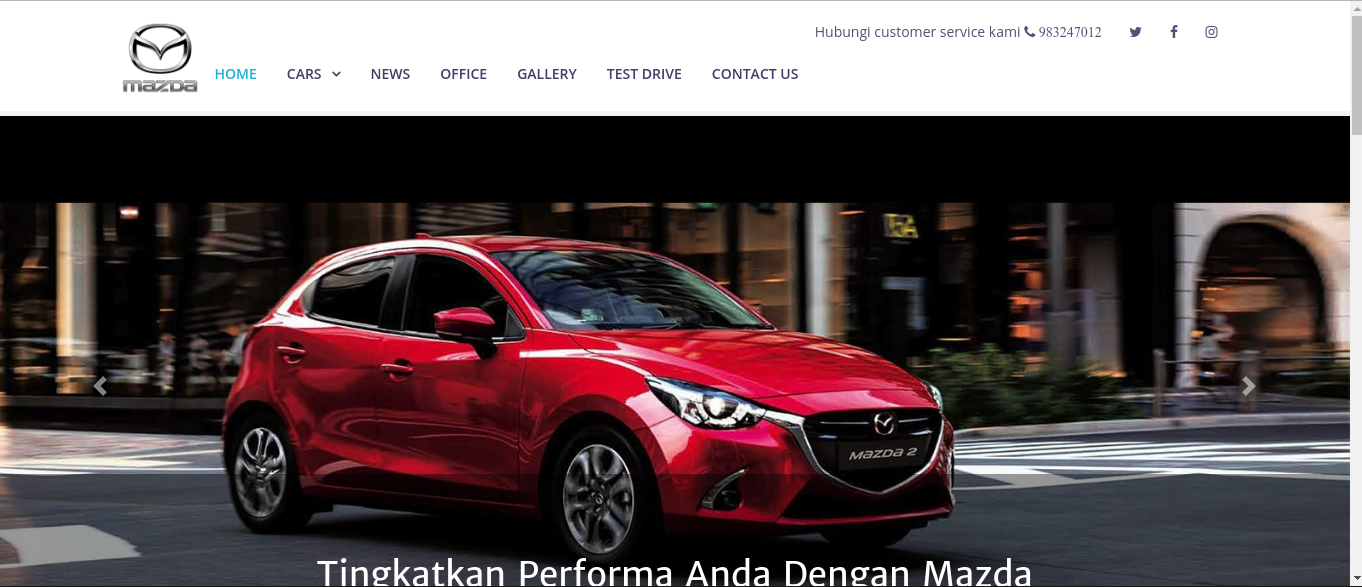 Hubungi customer service kami 983247012
mazda
HOME CARS NEWS OFFICE GALLERY TEST DRIVE CONTACT US
MAZDA 2
Tingkatkan Performa Anda Dengan Mazda